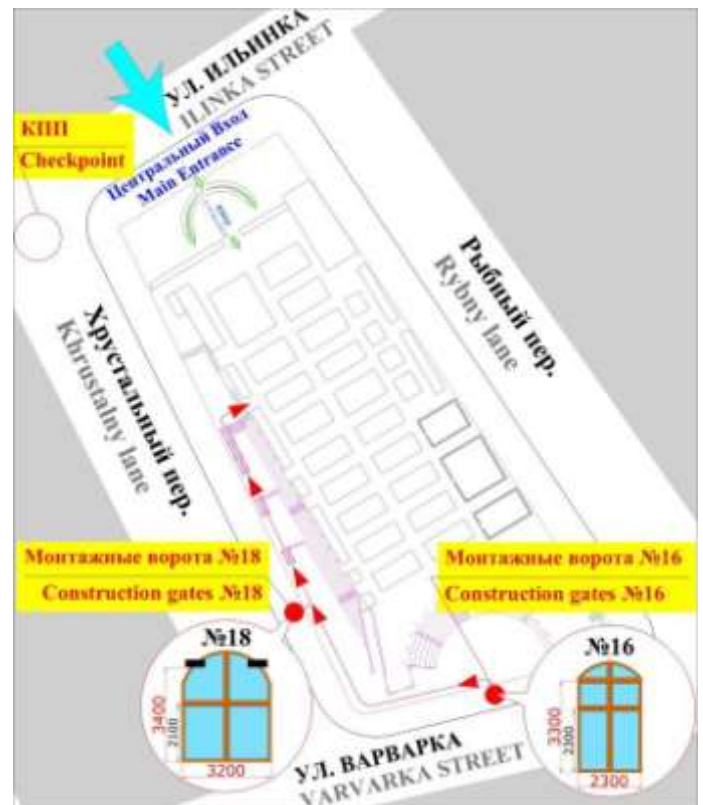 УЛ. ИЛЬИНКА
ILINKA STREET
КПП
Checkpoint
Центральный Вход
Main Entrance
Рыбный пер.
Rybny lane
Хрустальный пер.
Khrustalny lane
Монтажные ворота №18
Construction gates №18
Монтажные ворота №16
Construction gates №16
№18
3400
2100
3200
№16
3300
2300
2300
УЛ. ВАРВАРКА
VARVARKA STREET